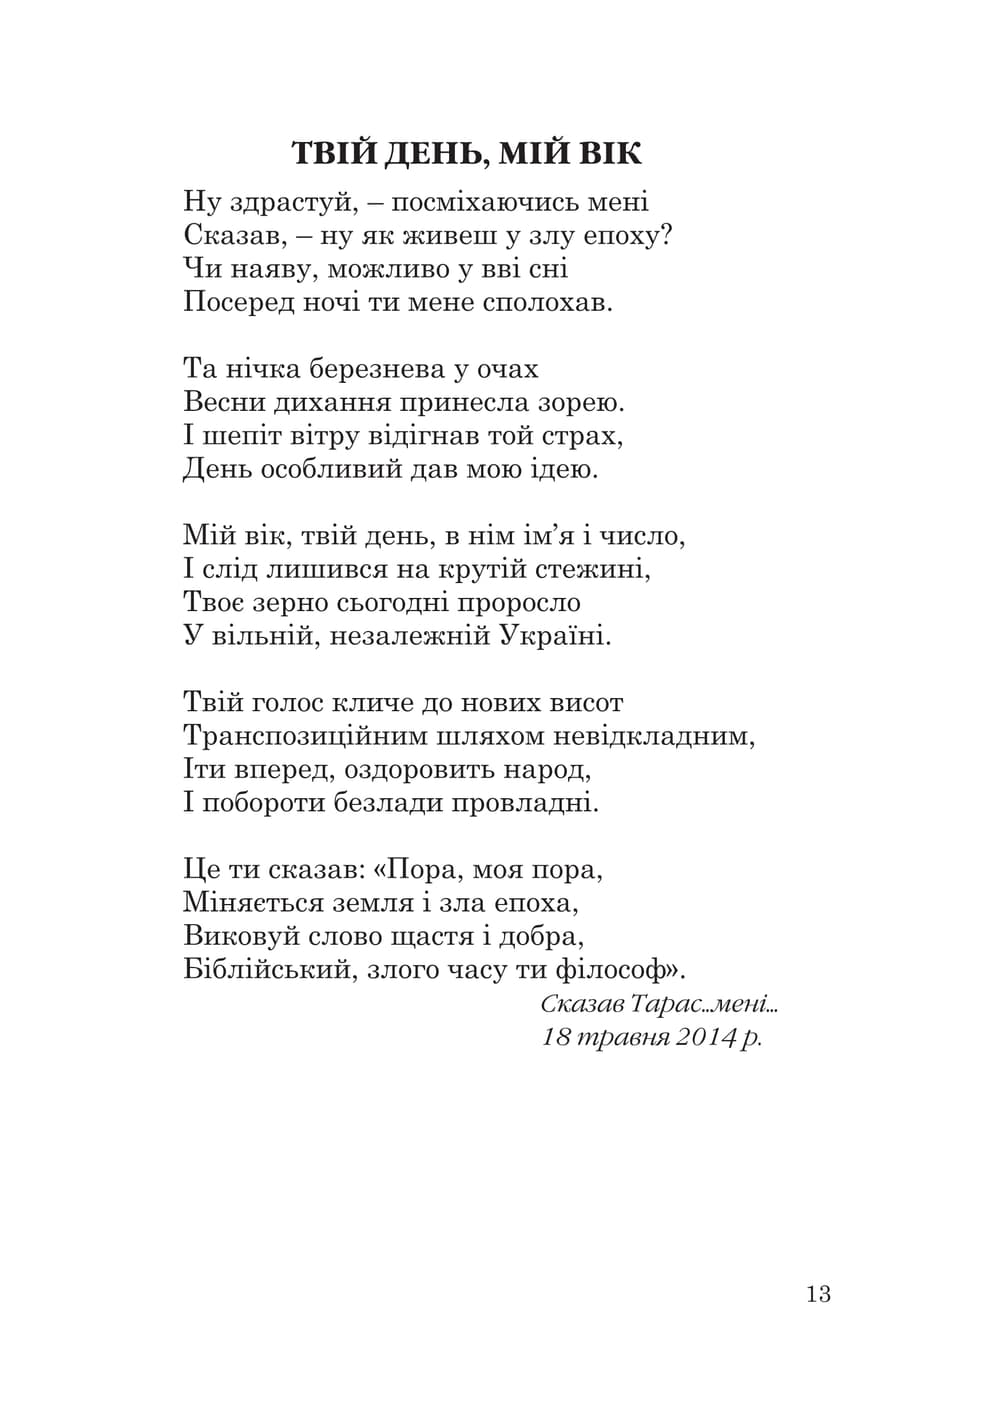 ТВІЙ ДЕНЬ, МІЙ ВІК
Ну здрастуй, – посміхаючись мені
Сказав, – ну як живеш у злу епоху?
Чи наяву, можливо у вві сні
Посеред ночі ти мене сполохав.
Та нічка березнева у очах
Весни дихання принесла зорею.
І шепіт вітру відігнав той страх,
День особливий дав мою ідею.
Мій вік, твій день, в нім ім’я і число,
І слід лишився на крутій стежині,
Твоє зерно сьогодні проросло
У вільній, незалежній Україні.
Твій голос кличе до нових висот
Транспозиційним шляхом невідкладним,
Іти вперед, оздоровить народ,
І побороти безлади провладні.
Це ти сказав: «Пора, моя пора,
Міняється земля і зла епоха,
Виковуй слово щастя і добра,
Біблійський, злого часу ти філософ».
Сказав Тарас...мені...
18 травня 2014 р.
13